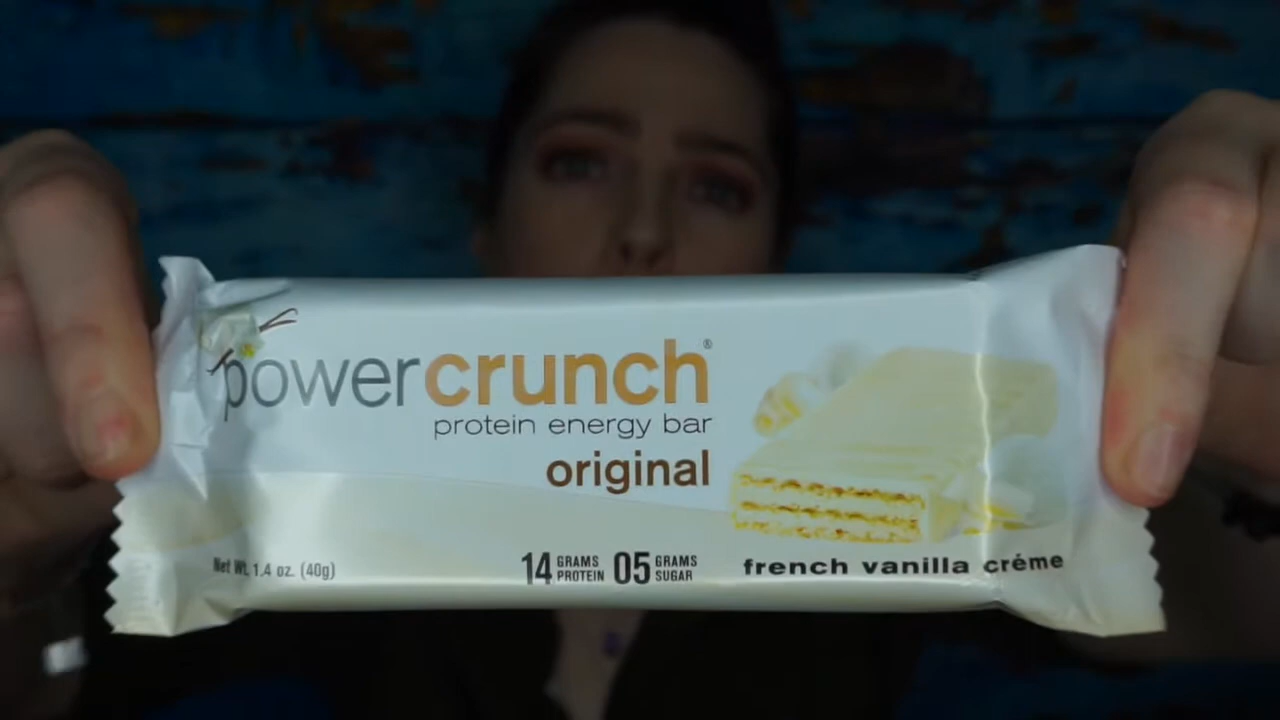 powercrunch®
protein energy bar
original
Net Wt. 1.4 oz. (40g)
14 GRAMS PROTEIN 05 GRAMS SUGAR
french vanilla créme